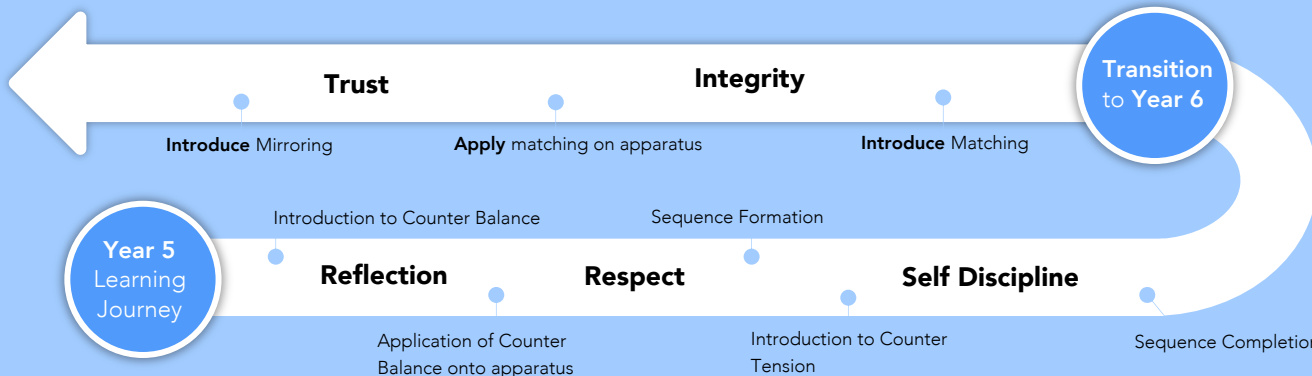 Trust
Integrity
Transition
to Year 6
Introduce Mirroring
Apply matching on apparatus
Introduce Matching
Introduction to Counter Balance
Sequence Formation
Year 5
Learning
Journey
Reflection
Respect
Self Discipline
Application of Counter
Balance onto apparatus
Introduction to Counter
Tension
Sequence Completion